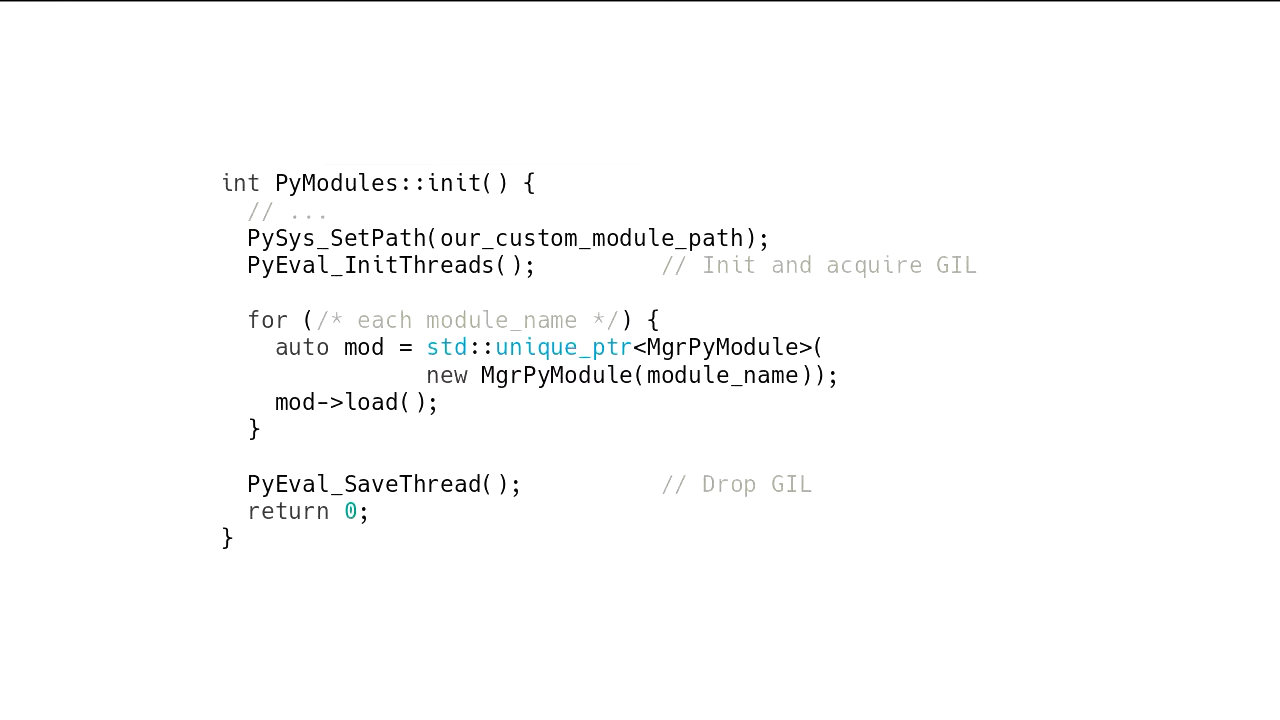 int PyModules::init() {
  // ...
  PySys_SetPath(our_custom_module_path);
  PyEval_InitThreads();         // Init and acquire GIL

  for (/* each module_name */) {
    auto mod = std::unique_ptr<MgrPyModule>(
               new MgrPyModule(module_name));
    mod->load();
  }

  PyEval_SaveThread();          // Drop GIL
  return 0;
}